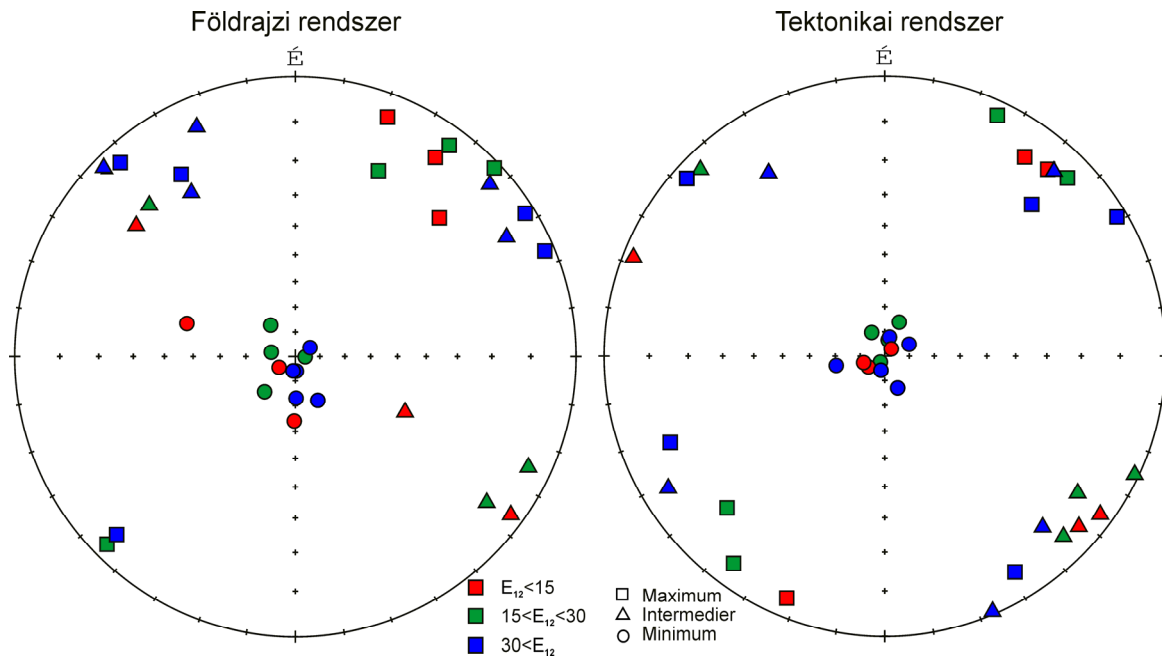 Földrajzi rendszer
Tektonikai rendszer
É
É
E₁₂<15
15<E₁₂<30
30<E₁₂
Maximum
Intermedier
Minimum